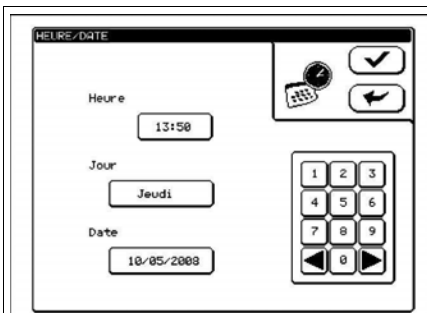 HEURE/DATE
Heure
13:50
Jour
Jeudi
Date
10/05/2008
1 2 3
4 5 6
7 8 9
0